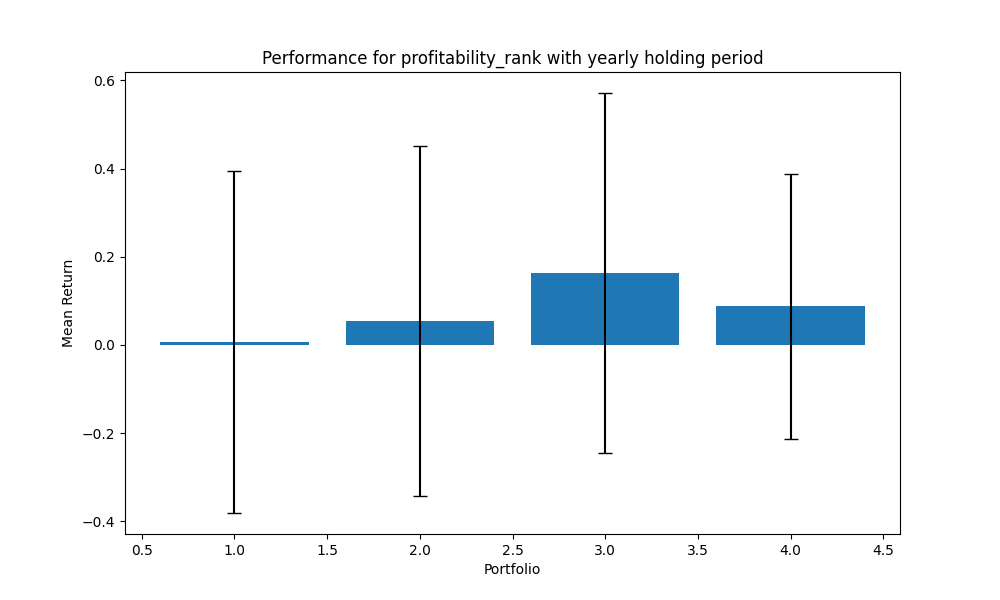 Performance for profitability_rank with yearly holding period
0.6
0.4
0.2
0.0
−0.2
−0.4
Mean Return
0.5 1.0 1.5 2.0 2.5 3.0 3.5 4.0 4.5
Portfolio